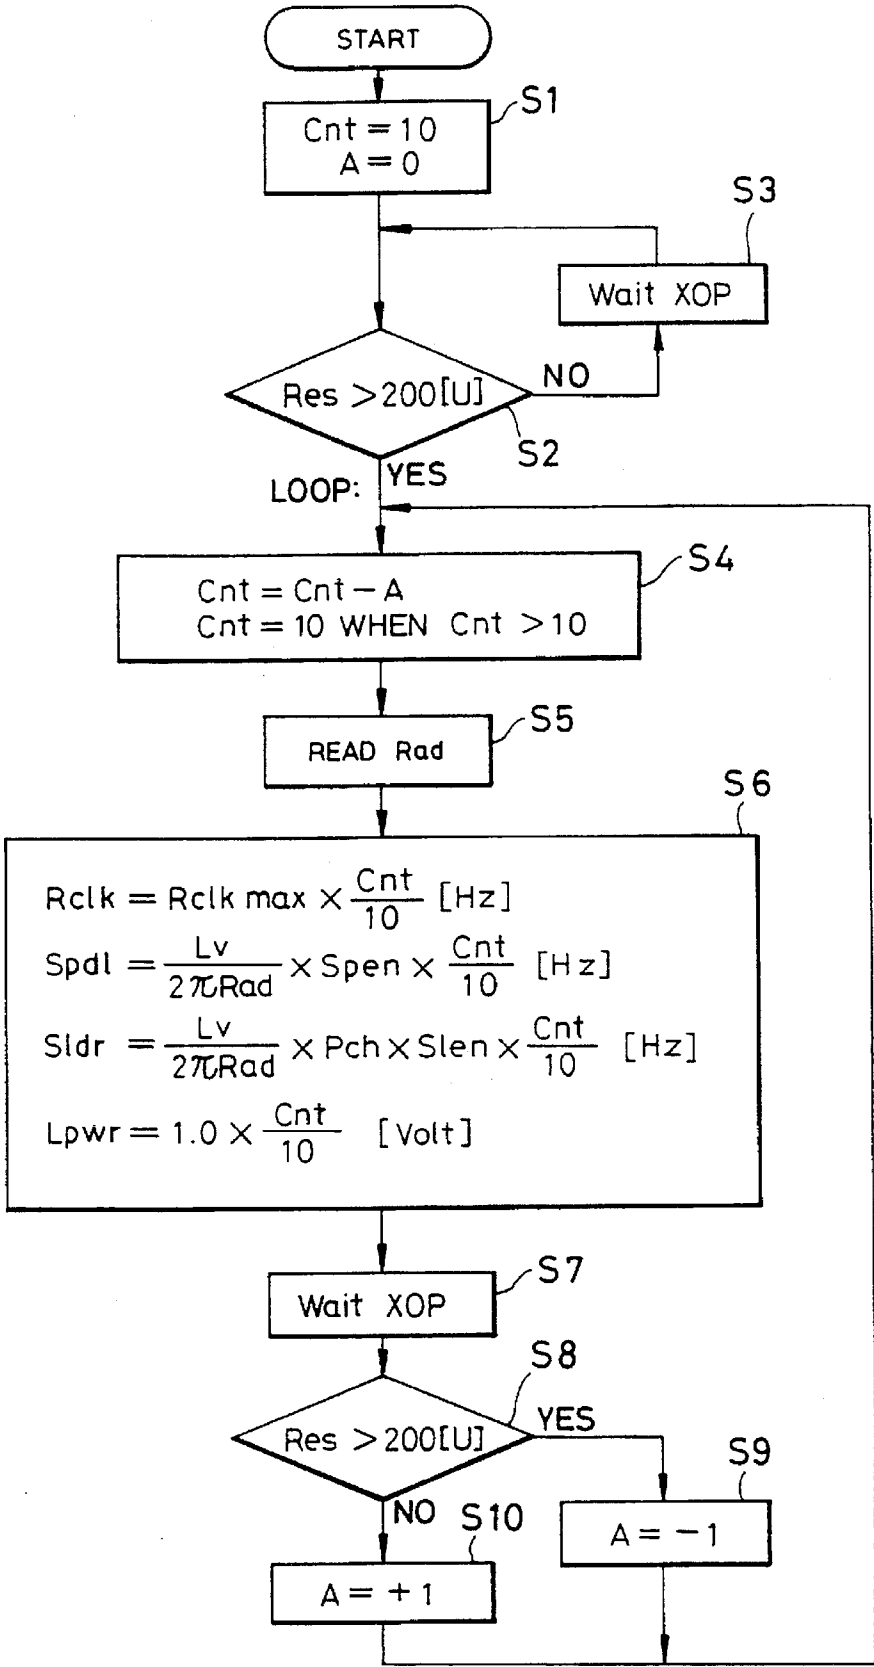 START
S1
Cnt = 10
A = 0
S3
Wait XOP
Res > 200[U]
NO
S2
YES
LOOP:
S4
Cnt = Cnt - A
Cnt = 10 WHEN Cnt > 10
S5
READ Rad
S6
Rclk = Rclk max × Cnt/10 [Hz]
Spdl = Lv/2πRad × Spen × Cnt/10 [Hz]
Sldr = Lv/2πRad × Pch × Slen × Cnt/10 [Hz]
Lpwr = 1.0 × Cnt/10 [Volt]
S7
Wait XOP
S8
Res > 200[U]
YES
NO
S9
A = -1
S10
A = +1